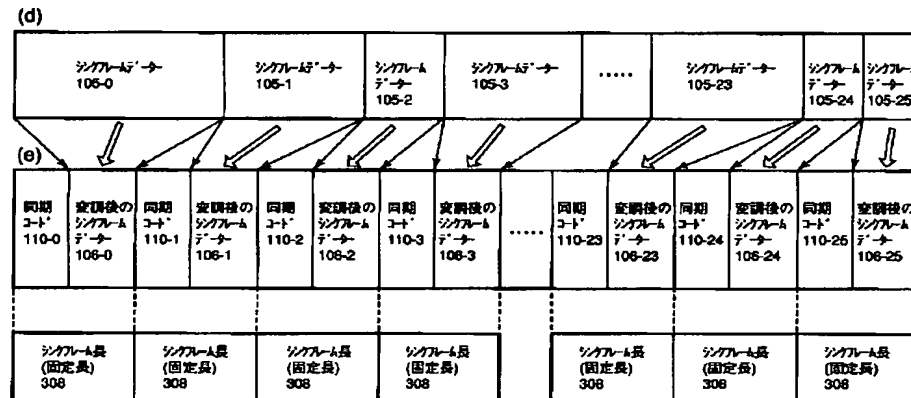 (d)
シンクフレームデーター
105-0
シンクフレームデーター
105-1
シンクフレーム
データー
105-2
シンクフレームデーター
105-3
.....
シンクフレームデーター
105-23
シンクフレーム
データー
105-24
シンクフレーム
データー
105-25
(e)
同期
コード
110-0
変調後の
シンクフレーム
データー
106-0
同期
コード
110-1
変調後の
シンクフレーム
データー
106-1
同期
コード
110-2
変調後の
シンクフレーム
データー
106-2
同期
コード
110-3
変調後の
シンクフレーム
データー
106-3
.....
同期
コード
110-23
変調後の
シンクフレーム
データー
106-23
同期
コード
110-24
変調後の
シンクフレーム
データー
106-24
同期
コード
110-25
変調後の
シンクフレーム
データー
106-25
シンクフレーム長
(固定長)
308
シンクフレーム長
(固定長)
308
シンクフレーム長
(固定長)
308
シンクフレーム長
(固定長)
308
シンクフレーム長
(固定長)
308
シンクフレーム長
(固定長)
308
シンクフレーム長
(固定長)
308